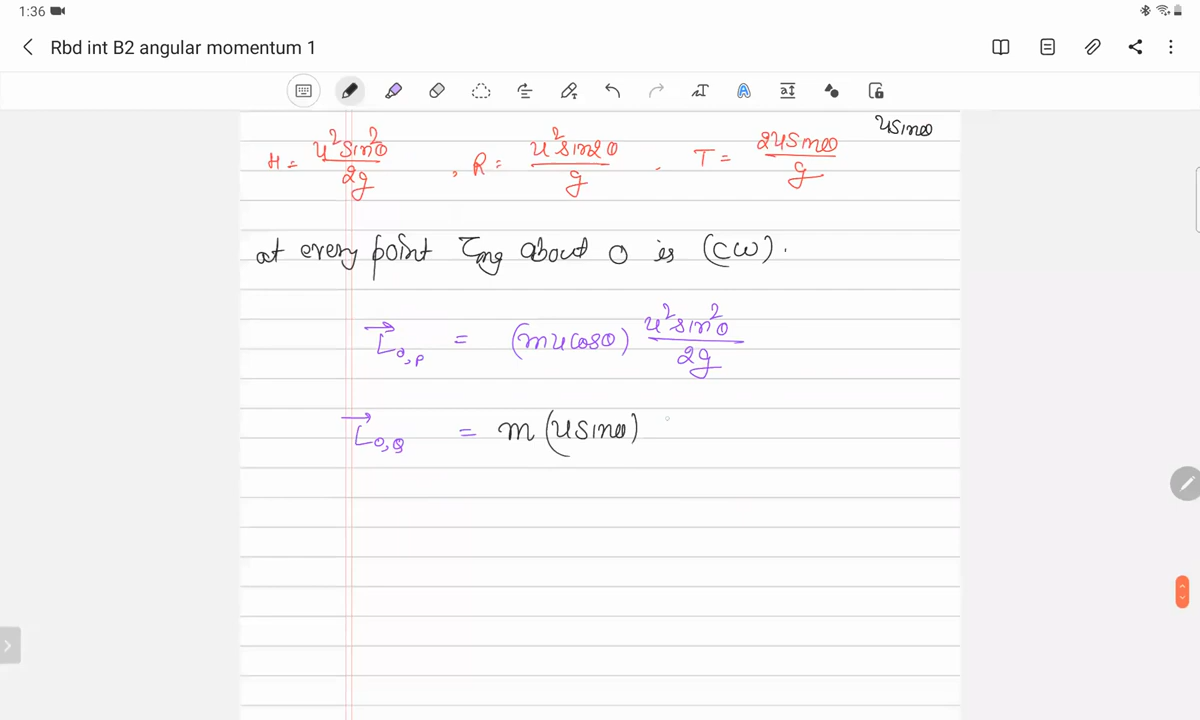 1:36
Rbd int B2 angular momentum 1
usinθ
H = u²sin²θ/2g , R = u²sin2θ/g , T = 2usinθ/g
at every point τmg about O is (CW).
L⃗O,P = (mucosθ) u²sin²θ/2g
L⃗O,Q = m(usinθ)